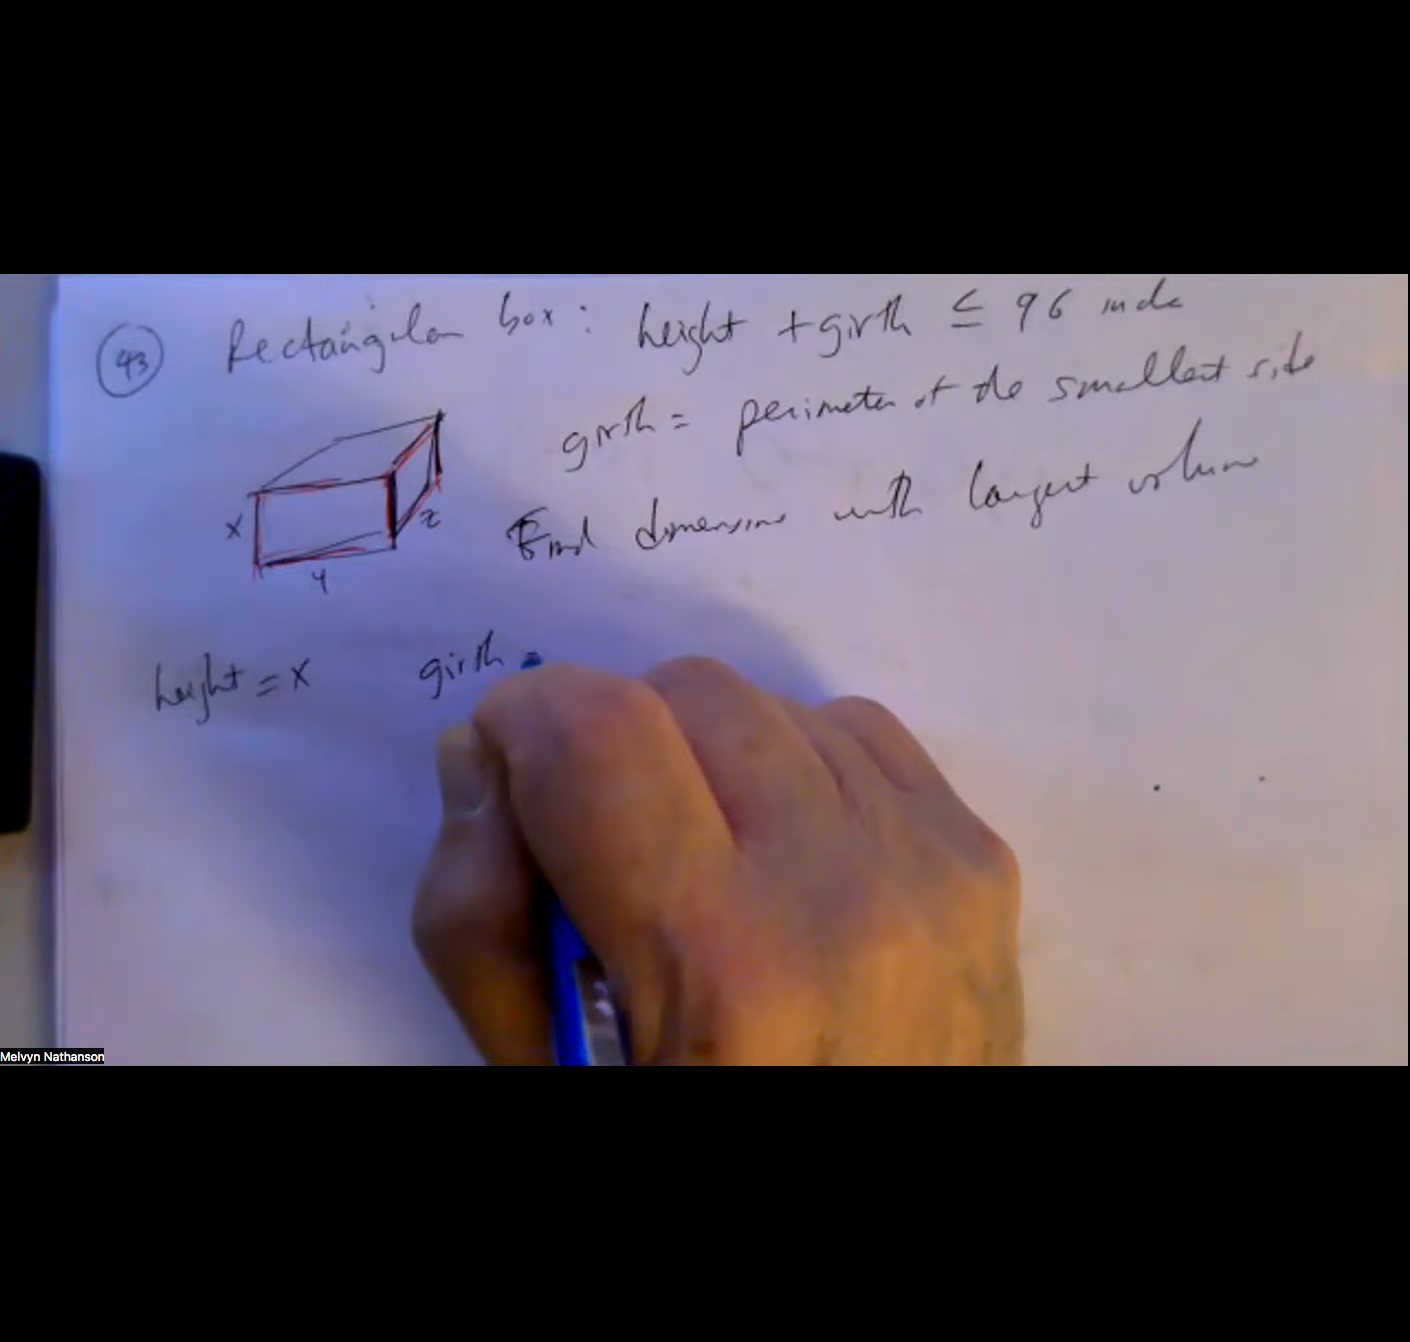 43 Rectangular box: height + girth ≤ 96 inche
girth = perimeter of the smallest side
Find dimensions with largest volume
x
y
z
height = x girth =
Melvyn Nathanson